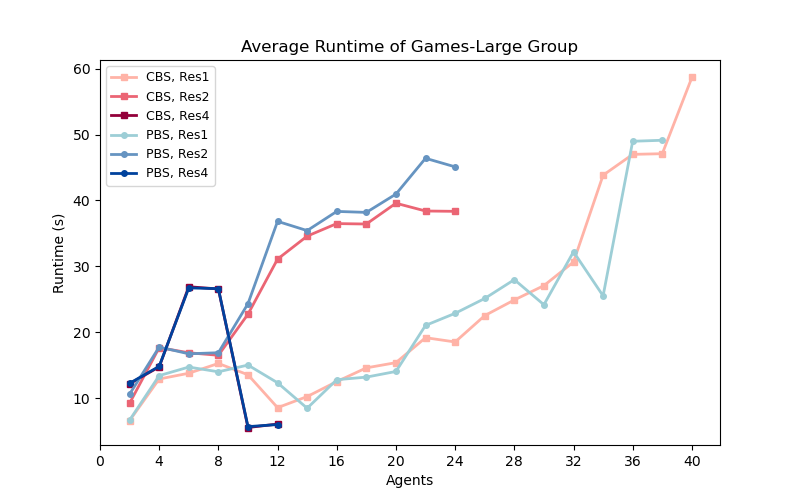 Average Runtime of Games-Large Group
60
50
40
30
20
10
Runtime (s)
CBS, Res1
CBS, Res2
CBS, Res4
PBS, Res1
PBS, Res2
PBS, Res4
0 4 8 12 16 20 24 28 32 36 40
Agents